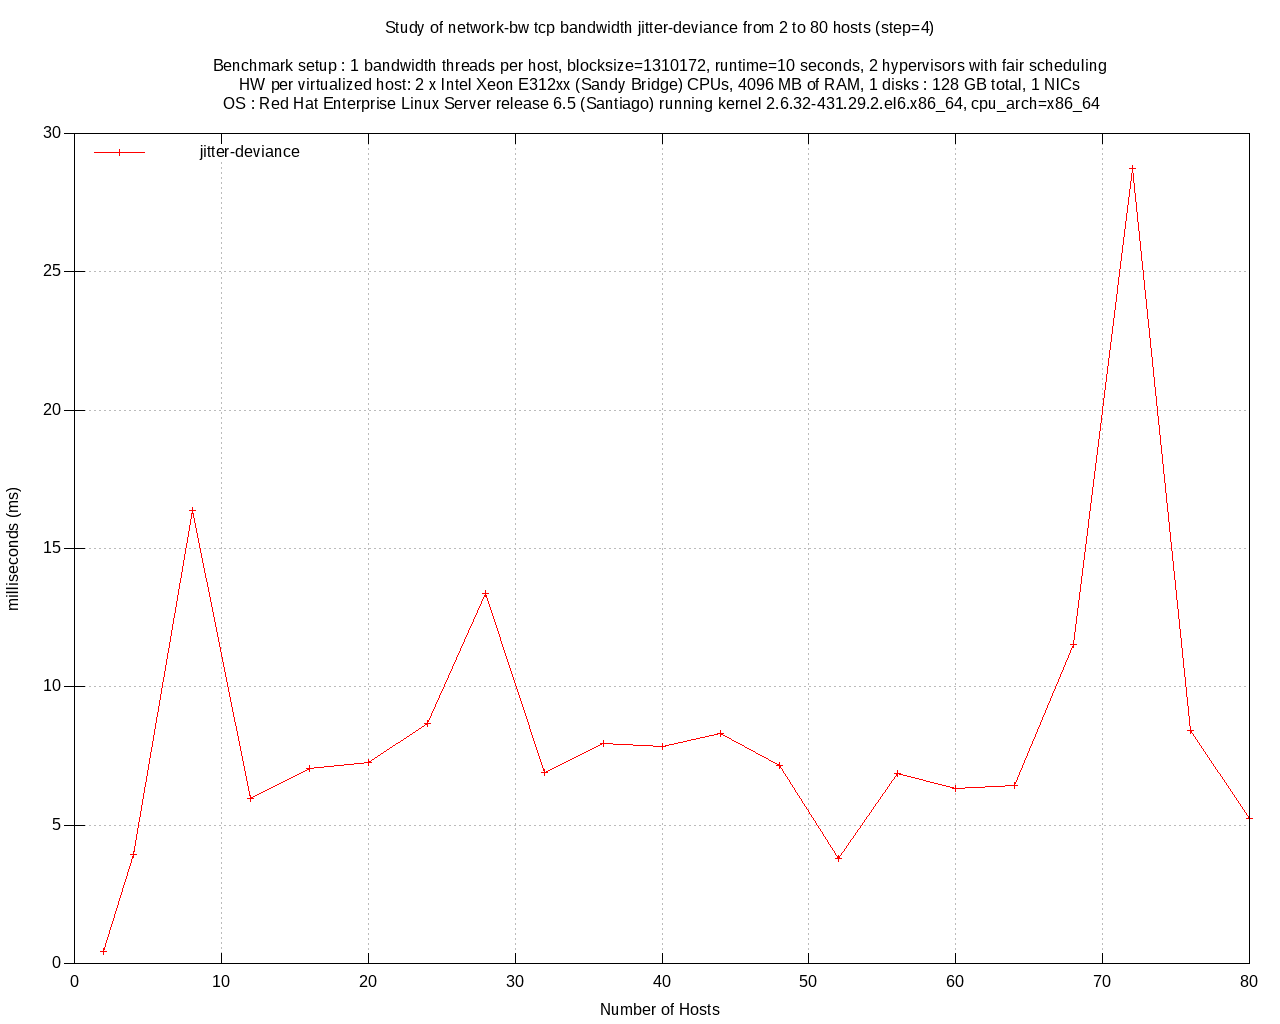 Study of network-bw tcp bandwidth jitter-deviance from 2 to 80 hosts (step=4)
Benchmark setup : 1 bandwidth threads per host, blocksize=1310172, runtime=10 seconds, 2 hypervisors with fair scheduling
HW per virtualized host: 2 x Intel Xeon E312xx (Sandy Bridge) CPUs, 4096 MB of RAM, 1 disks : 128 GB total, 1 NICs
OS : Red Hat Enterprise Linux Server release 6.5 (Santiago) running kernel 2.6.32-431.29.2.el6.x86_64, cpu_arch=x86_64
jitter-deviance
30
25
20
15
10
5
0
milliseconds (ms)
0 10 20 30 40 50 60 70 80
Number of Hosts